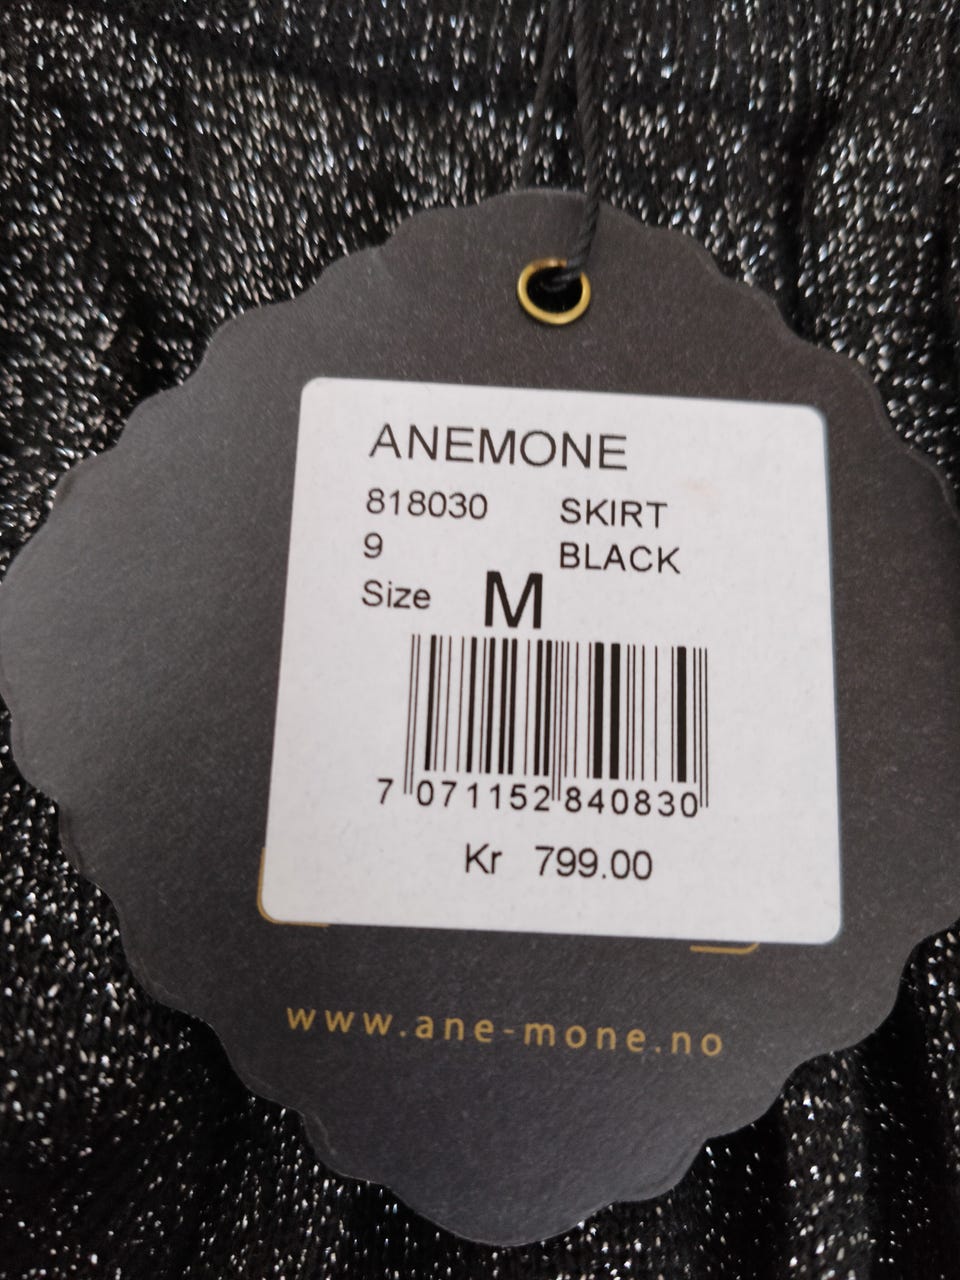 ANEMONE
818030 SKIRT
9 BLACK
Size M
7 071152 840830
Kr 799.00
www.ane-mone.no